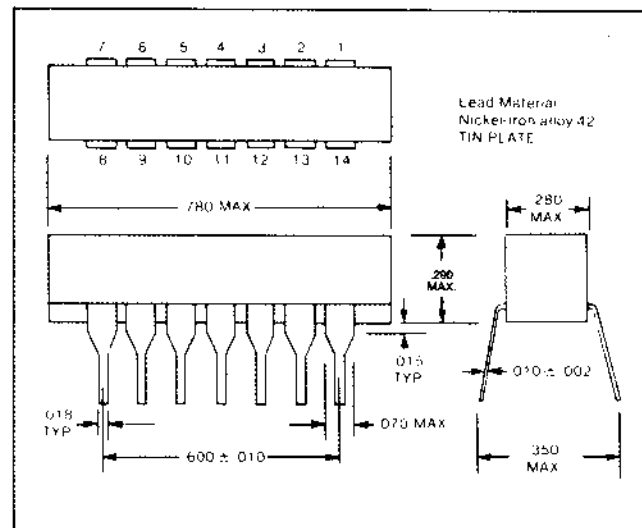 7 6 5 4 3 2 1
Lead Material
Nickel-Iron alloy 42
TIN PLATE
8 9 10 11 12 13 14
.780 MAX
.280
MAX
.290
MAX.
.015
TYP
.010 ± .002
.018
TYP
.070 MAX
.600 ± .010
.350
MAX